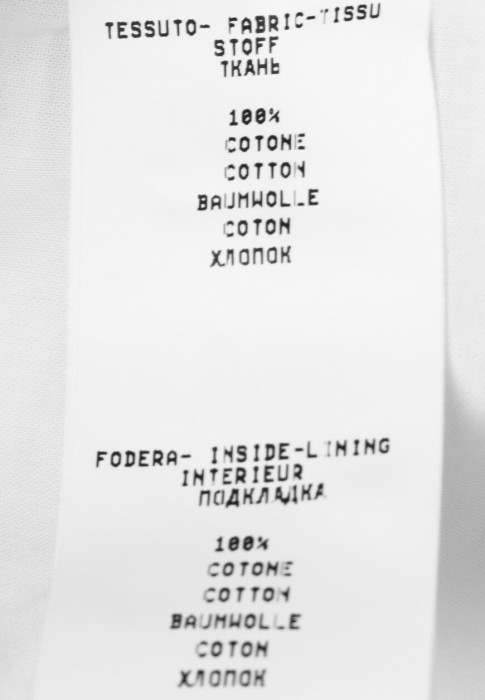 TESSUTO- FABRIC-TISSU
STOFF
ТКАНЬ
100%
COTONE
COTTON
BAUMWOLLE
COTON
ХЛОПОК
FODERA- INSIDE-LINING
INTERIEUR
ПОДКЛАДКА
100%
COTONE
COTTON
BAUMWOLLE
COTON
ХЛОПОК